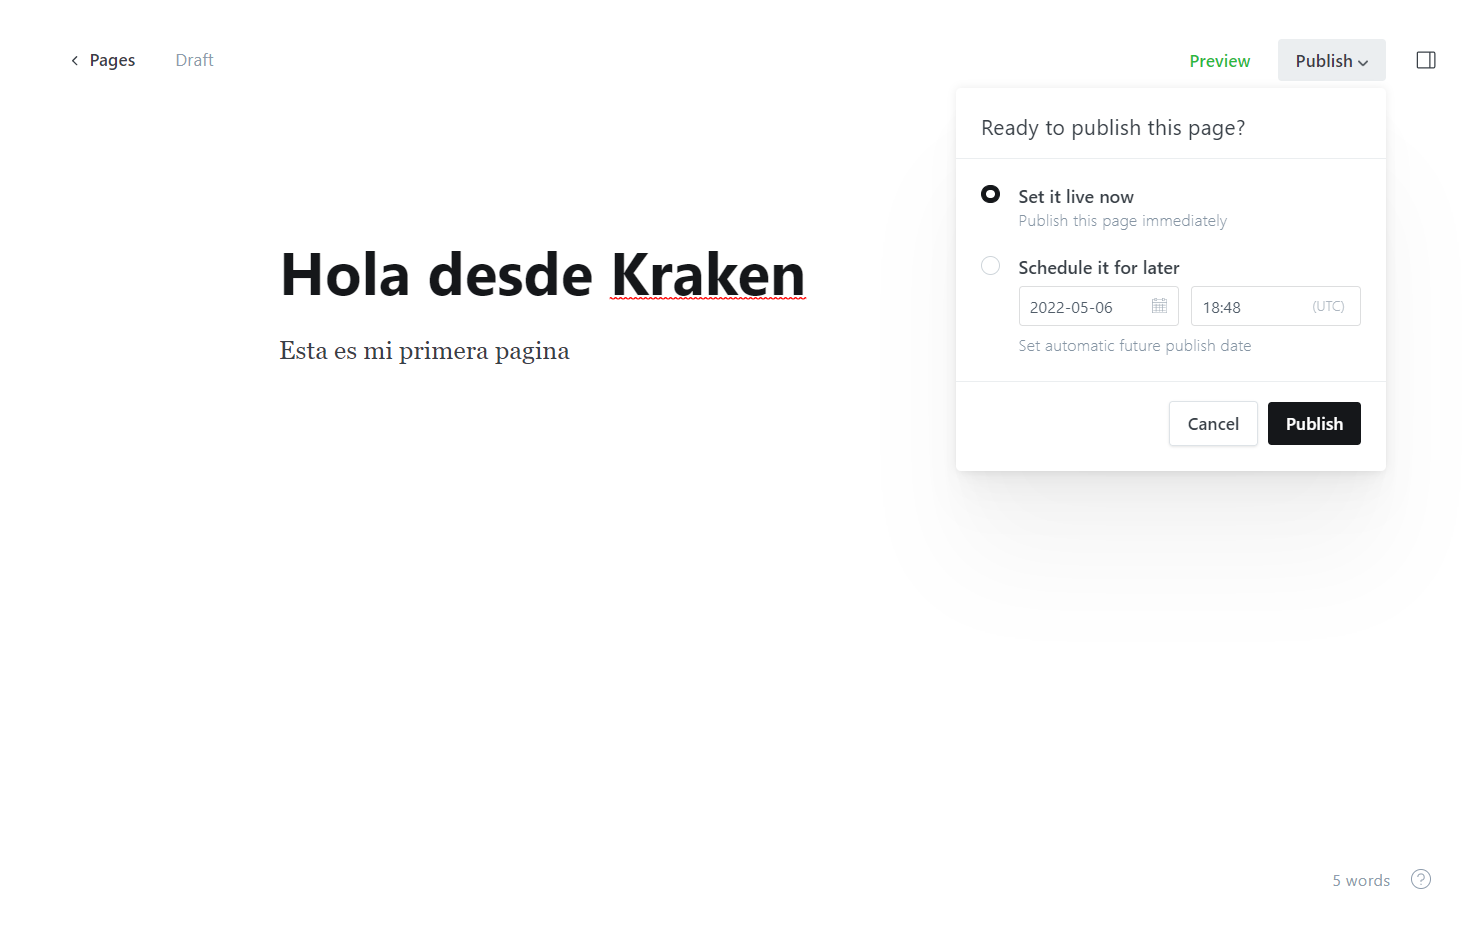 Pages Draft Preview Publish
Ready to publish this page?
Set it live now
Publish this page immediately
Schedule it for later
2022-05-06 18:48 (UTC)
Set automatic future publish date
Cancel Publish
Hola desde Kraken
Esta es mi primera pagina
5 words ?